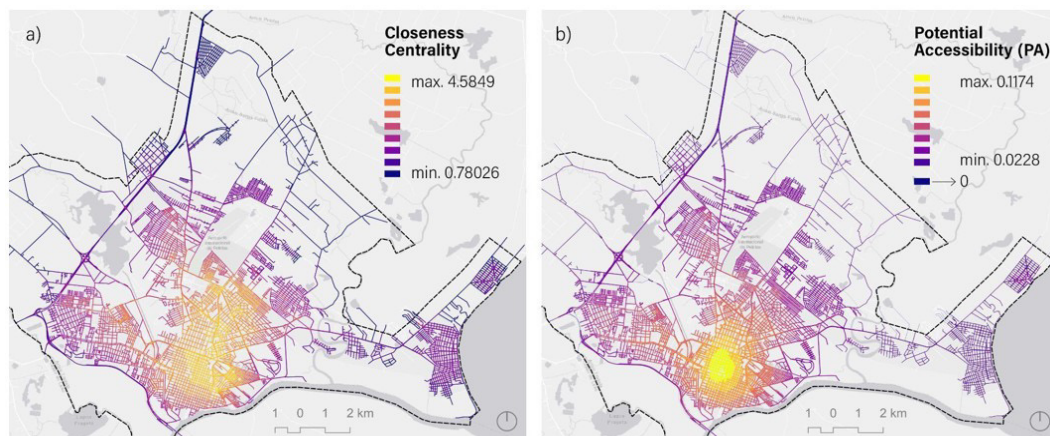 a)
Closeness
Centrality
max. 4.5849
min. 0.78026
1 0 1 2 km
b)
Potential
Accessibility (PA)
max. 0.1174
min. 0.0228
→ 0
1 0 1 2 km